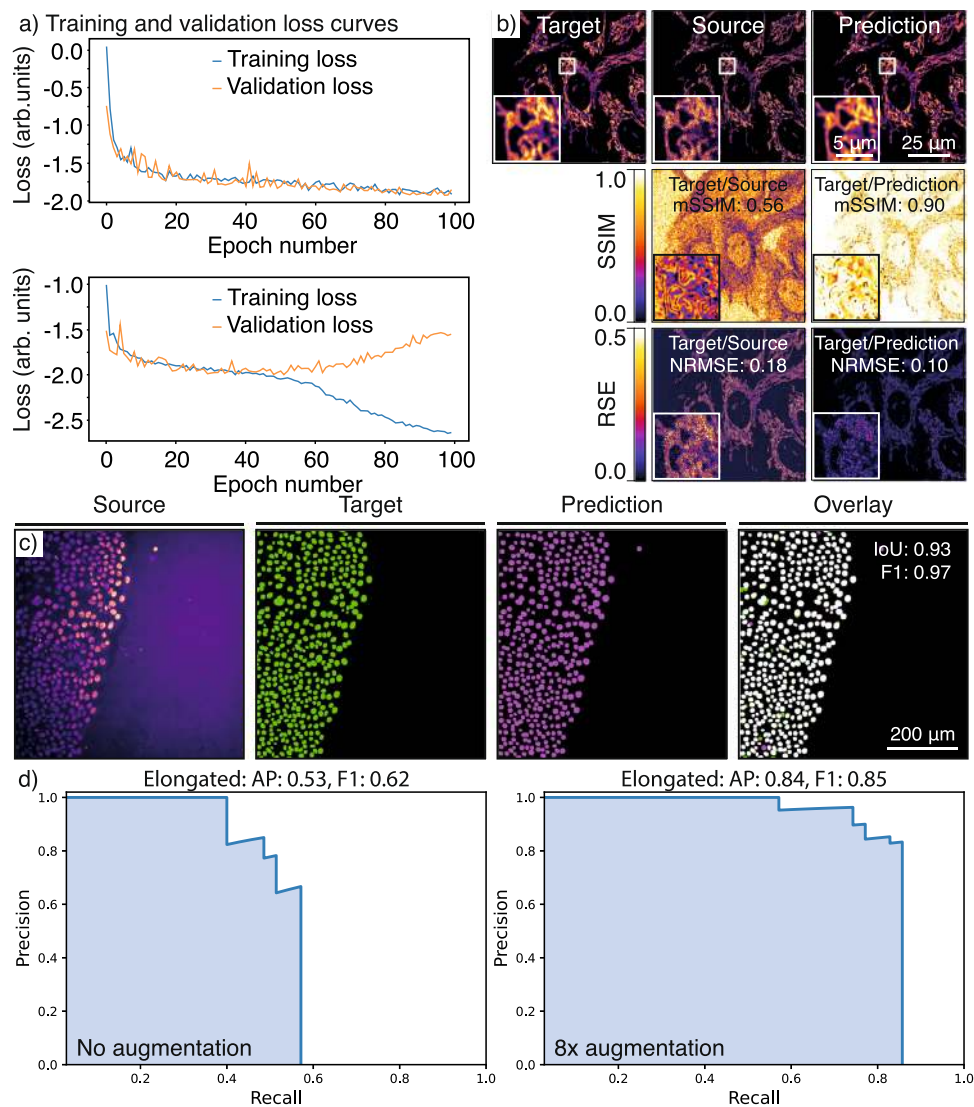 a) Training and validation loss curves
0.0
-0.5
-1.0
-1.5
-2.0
Loss (arb.units)
Training loss
Validation loss
0 20 40 60 80 100
Epoch number
-1.0
-1.5
-2.0
-2.5
Loss (arb. units)
Training loss
Validation loss
0 20 40 60 80 100
Epoch number
b) Target Source Prediction
5 µm 25 µm
1.0
SSIM
0.0
Target/Source
mSSIM: 0.56
Target/Prediction
mSSIM: 0.90
0.5
RSE
0.0
Target/Source
NRMSE: 0.18
Target/Prediction
NRMSE: 0.10
Source Target Prediction Overlay
c)
IoU: 0.93
F1: 0.97
200 µm
d) Elongated: AP: 0.53, F1: 0.62
1.0
0.8
0.6
0.4
0.2
0.0
Precision
No augmentation
0.2 0.4 0.6 0.8 1.0
Recall
Elongated: AP: 0.84, F1: 0.85
1.0
0.8
0.6
0.4
0.2
0.0
Precision
8x augmentation
0.2 0.4 0.6 0.8 1.0
Recall